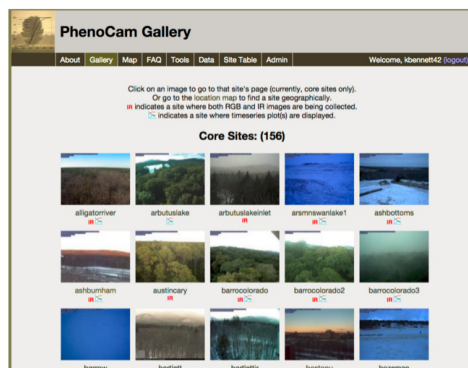 PhenoCam Gallery
About Gallery Map FAQ Tools Data Site Table Admin Welcome, kbennett42 (logout)
Click on an image to go to that site's page (currently, core sites only).
Or go to the location map to find a site geographically.
IR indicates a site where both RGB and IR images are being collected.
indicates a site where timeseries plot(s) are displayed.
Core Sites: (156)
alligatorriver arbutuslake arbutuslakeinlet arsmnswanlake1 ashbottoms
IR IR IR IR
ashburnham austincary barrocolorado barrocolorado2 barrocolorado3
IR IR IR IR IR